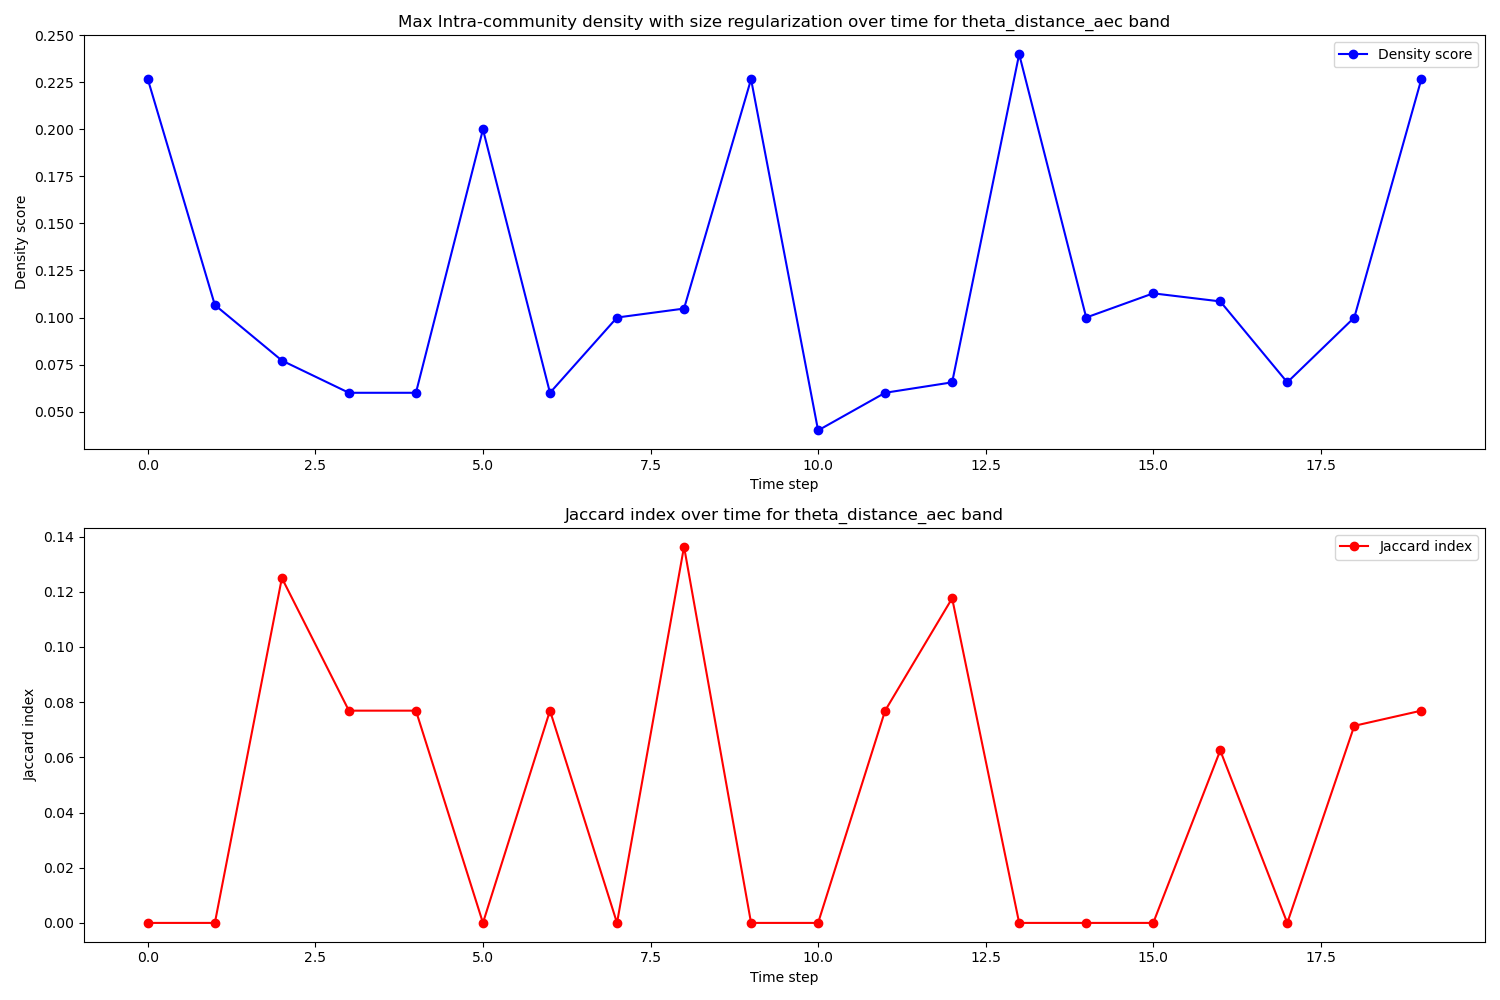 Max Intra-community density with size regularization over time for theta_distance_aec band
Density score
0.250
0.225
0.200
0.175
0.150
0.125
0.100
0.075
0.050
Density score
0.0 2.5 5.0 7.5 10.0 12.5 15.0 17.5
Time step
Jaccard index over time for theta_distance_aec band
Jaccard index
0.14
0.12
0.10
0.08
0.06
0.04
0.02
0.00
Jaccard index
0.0 2.5 5.0 7.5 10.0 12.5 15.0 17.5
Time step